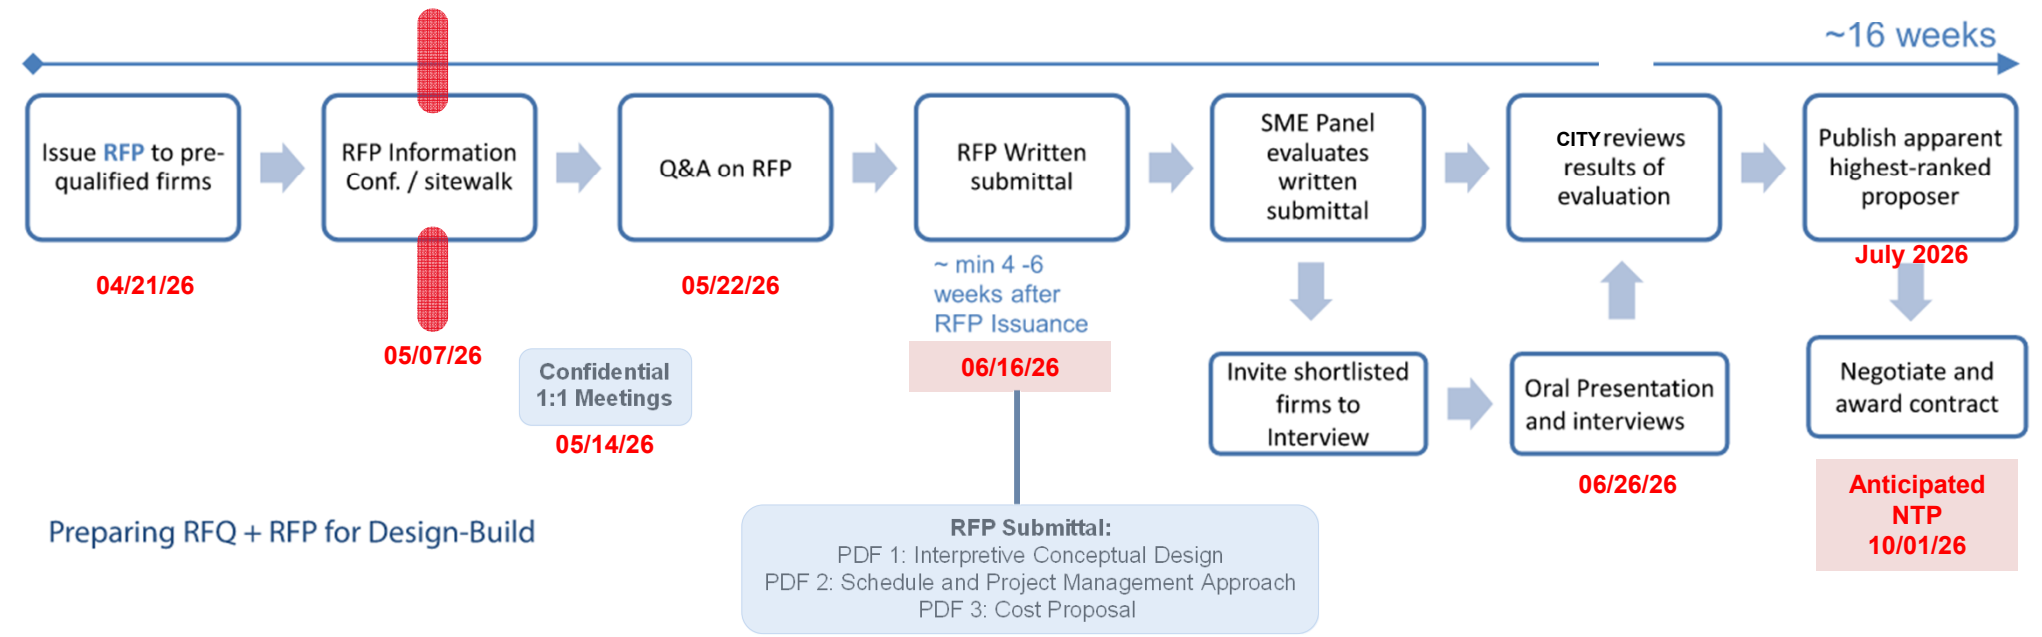 ~16 weeks
Issue RFP to pre-
qualified firms
04/21/26
RFP Information
Conf. / sitewalk
05/07/26
Confidential
1:1 Meetings
05/14/26
Q&A on RFP
05/22/26
RFP Written
submittal
~ min 4 -6
weeks after
RFP Issuance
06/16/26
RFP Submittal:
PDF 1: Interpretive Conceptual Design
PDF 2: Schedule and Project Management Approach
PDF 3: Cost Proposal
SME Panel
evaluates
written
submittal
Invite shortlisted
firms to
Interview
Oral Presentation
and interviews
06/26/26
CITY reviews
results of
evaluation
Publish apparent
highest-ranked
proposer
July 2026
Negotiate and
award contract
Anticipated
NTP
10/01/26
Preparing RFQ + RFP for Design-Build